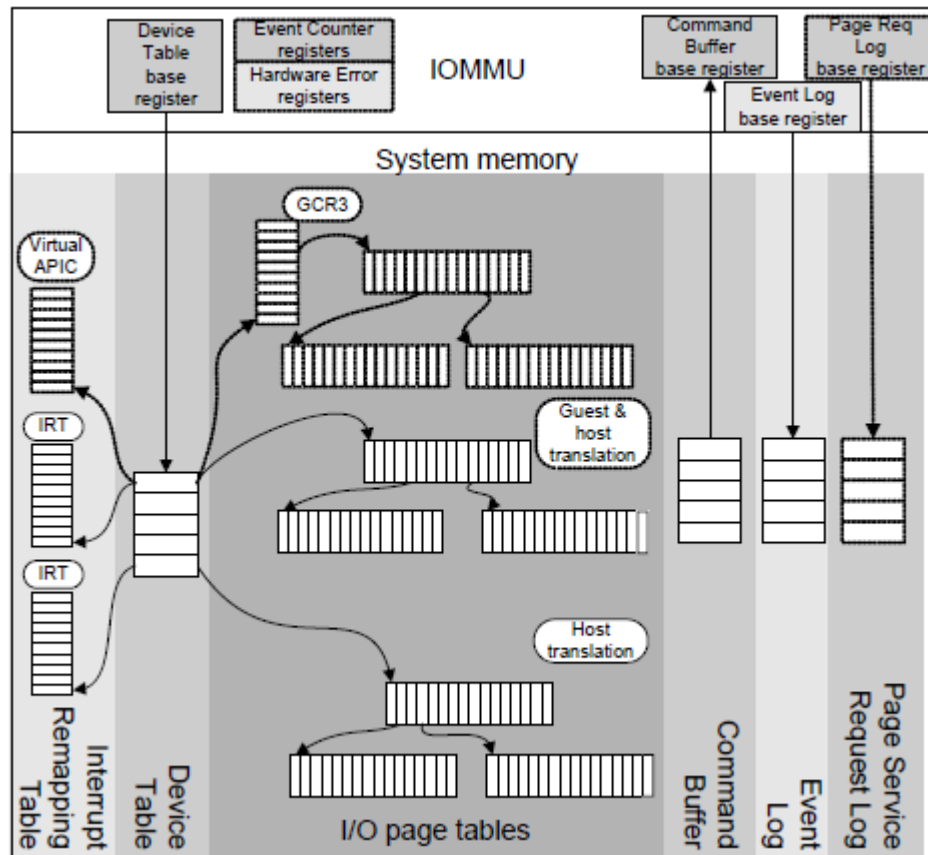 Device
Table
base
register
Event Counter
registers
Hardware Error
registers
IOMMU
Command
Buffer
base register
Event Log
base register
Page Req
Log
base register
System memory
GCR3
Virtual
APIC
IRT
IRT
Guest &
host
translation
Host
translation
Interrupt
Remapping
Table
Device
Table
I/O page tables
Command
Buffer
Event
Log
Page Service
Request Log